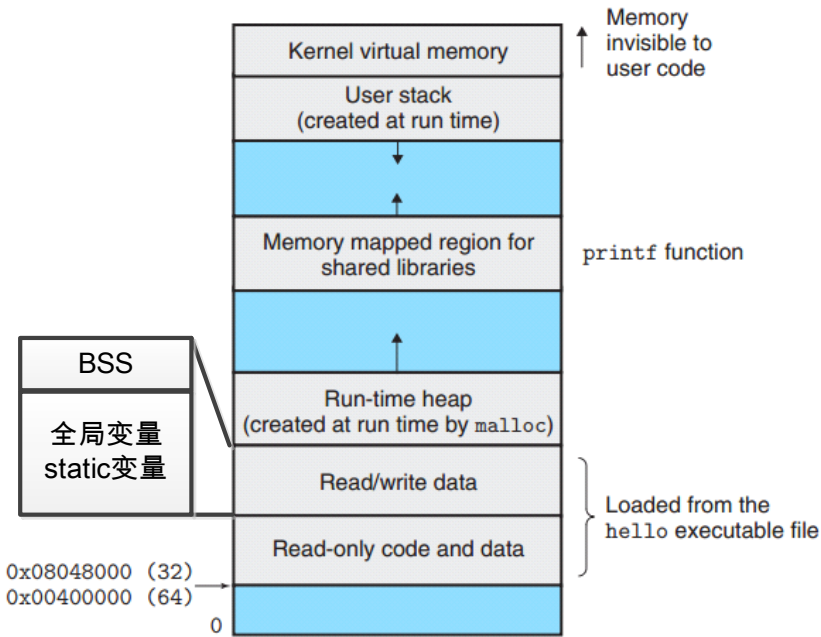 Memory
invisible to
user code
Kernel virtual memory
User stack
(created at run time)
Memory mapped region for
shared libraries
printf function
BSS
全局变量
static变量
Run-time heap
(created at run time by malloc)
Read/write data
Loaded from the
hello executable file
Read-only code and data
0x08048000 (32)
0x00400000 (64)
0